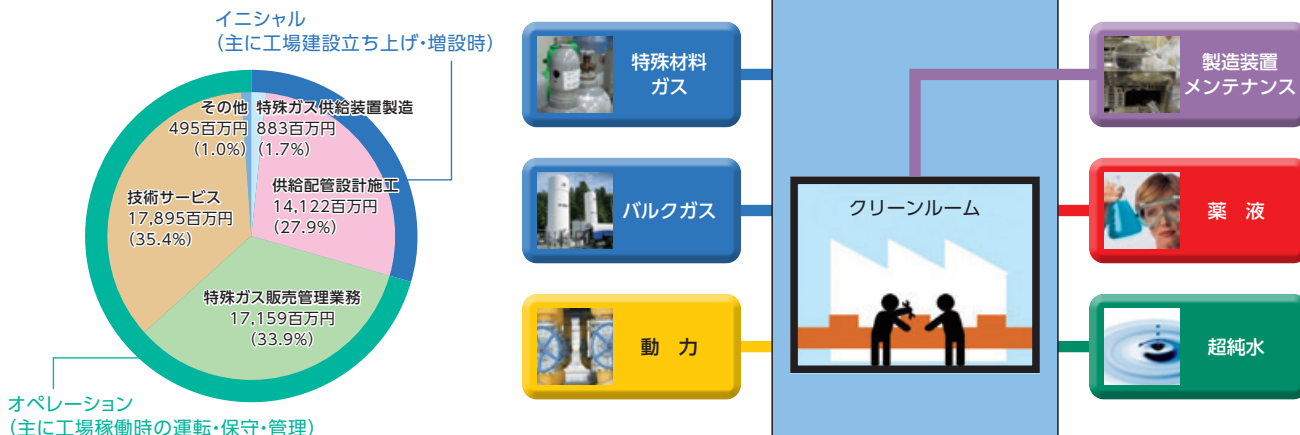 イニシャル
（主に工場建設立ち上げ・増設時）
その他
495百万円
(1.0%)
特殊ガス供給装置製造
883百万円
(1.7%)
供給配管設計施工
14,122百万円
(27.9%)
技術サービス
17,895百万円
(35.4%)
特殊ガス販売管理業務
17,159百万円
(33.9%)
オペレーション
（主に工場稼働時の運転・保守・管理）
特殊材料
ガス
バルクガス
動　力
クリーンルーム
製造装置
メンテナンス
薬　液
超純水